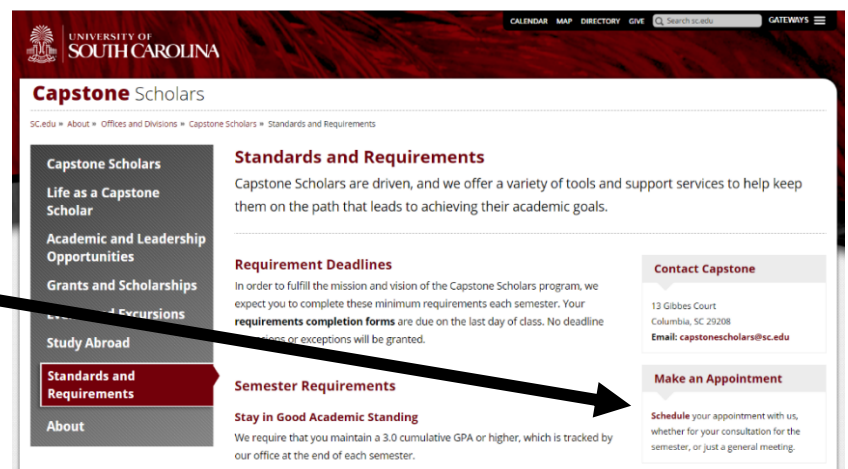 CALENDAR MAP DIRECTORY GIVE Search sc.edu GATEWAYS
UNIVERSITY OF
SOUTH CAROLINA
Capstone Scholars
SC.edu » About » Offices and Divisions » Capstone Scholars » Standards and Requirements
Capstone Scholars
Life as a Capstone
Scholar
Academic and Leadership
Opportunities
Grants and Scholarships
Excursions
Study Abroad
Standards and
Requirements
About
Standards and Requirements
Capstone Scholars are driven, and we offer a variety of tools and support services to help keep
them on the path that leads to achieving their academic goals.
Requirement Deadlines
In order to fulfill the mission and vision of the Capstone Scholars program, we
expect you to complete these minimum requirements each semester. Your
requirements completion forms are due on the last day of class. No deadline
or exceptions will be granted.
Semester Requirements
Stay in Good Academic Standing
We require that you maintain a 3.0 cumulative GPA or higher, which is tracked by
our office at the end of each semester.
Contact Capstone
13 Gibbes Court
Columbia, SC 29208
Email: capstonescholars@sc.edu
Make an Appointment
Schedule your appointment with us,
whether for your consultation for the
semester, or just a general meeting.